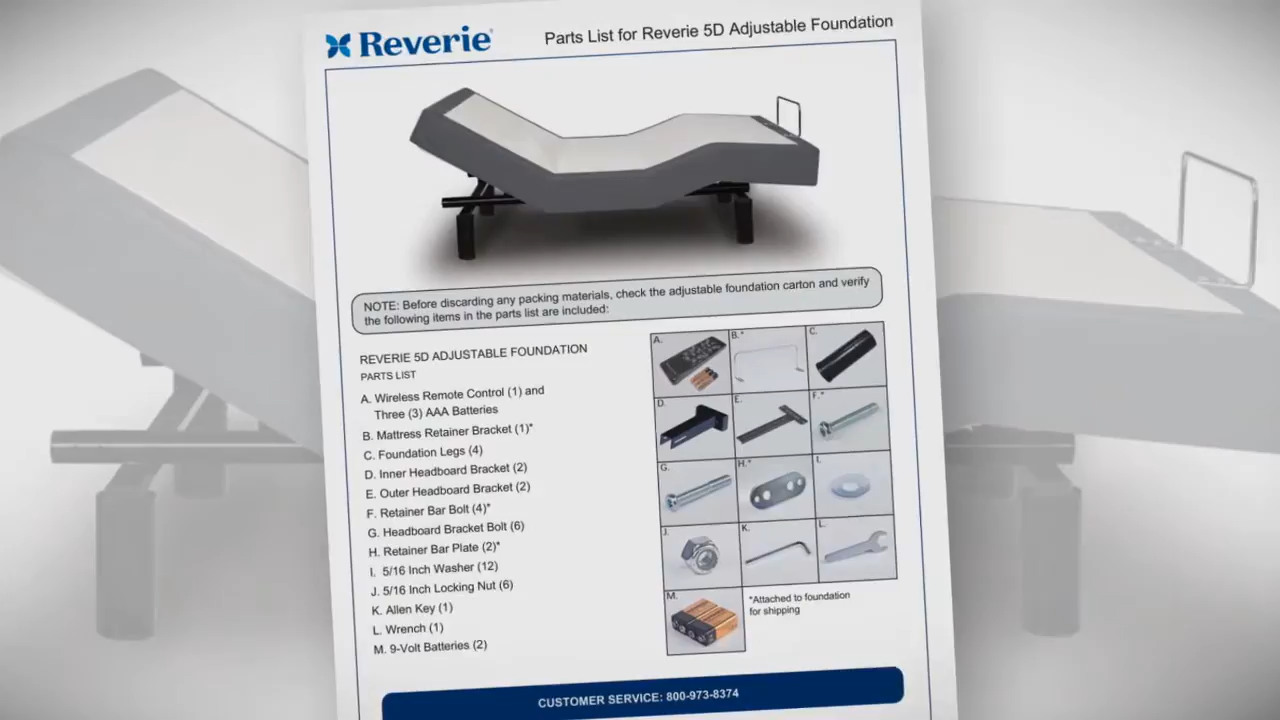 Reverie
Parts List for Reverie 5D Adjustable Foundation
NOTE: Before discarding any packing materials, check the adjustable foundation carton and verify
the following items in the parts list are included:
REVERIE 5D ADJUSTABLE FOUNDATION
PARTS LIST
A. Wireless Remote Control (1) and
Three (3) AAA Batteries
B. Mattress Retainer Bracket (1)*
C. Foundation Legs (4)
D. Inner Headboard Bracket (2)
E. Outer Headboard Bracket (2)
F. Retainer Bar Bolt (4)*
G. Headboard Bracket Bolt (6)
H. Retainer Bar Plate (2)*
I. 5/16 Inch Washer (12)
J. 5/16 Inch Locking Nut (6)
K. Allen Key (1)
L. Wrench (1)
M. 9-Volt Batteries (2)
A. B.* C.
D. E. F.*
G. H.* I.
J. K. L.
M.
*Attached to foundation
for shipping
CUSTOMER SERVICE: 800-973-8374